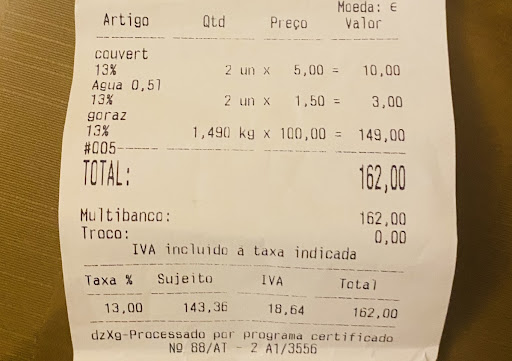 Moeda: €
Artigo Qtd Preço Valor
couvert
13% 2 un x 5,00 = 10,00
Agua 0,5l
13% 2 un x 1,50 = 3,00
goraz
13% 1,490 kg x 100,00 = 149,00
#005
TOTAL: 162,00
Multibanco: 162,00
Troco: 0,00
IVA incluido á taxa indicada
Taxa % Sujeito IVA Total
13,00 143,36 18,64 162,00
dzXg-Processado por programa certificado
Nº 88/AT - 2 A1/3556